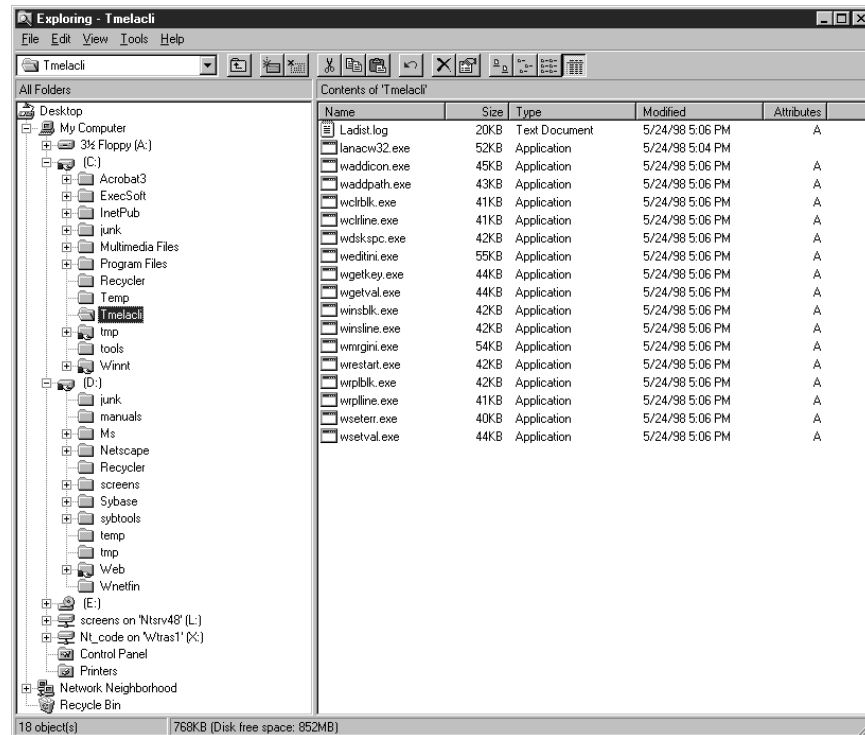 Exploring - Tmelacli
File Edit View Tools Help
Tmelacli
All Folders
Contents of 'Tmelacli'
Desktop
My Computer
3½ Floppy (A:)
(C:)
Acrobat3
ExecSoft
InetPub
junk
Multimedia Files
Program Files
Recycler
Temp
Tmelacli
tmp
tools
Winnt
(D:)
junk
manuals
Ms
Netscape
Recycler
screens
Sybase
sybtools
temp
tmp
Web
Wnetfin
(E:)
screens on 'Ntsrv48' (L:)
Nt_code on 'Wtras1' (X:)
Control Panel
Printers
Network Neighborhood
Recycle Bin
Name Size Type Modified Attributes
Ladist.log 20KB Text Document 5/24/98 5:06 PM A
lanacw32.exe 52KB Application 5/24/98 5:04 PM
waddicon.exe 45KB Application 5/24/98 5:06 PM A
waddpath.exe 43KB Application 5/24/98 5:06 PM A
wclrblk.exe 41KB Application 5/24/98 5:06 PM A
wclrline.exe 41KB Application 5/24/98 5:06 PM A
wdskspc.exe 42KB Application 5/24/98 5:06 PM A
weditini.exe 55KB Application 5/24/98 5:06 PM A
wgetkey.exe 44KB Application 5/24/98 5:06 PM A
wgetval.exe 44KB Application 5/24/98 5:06 PM A
winsblk.exe 42KB Application 5/24/98 5:06 PM A
winsline.exe 42KB Application 5/24/98 5:06 PM A
wmrgini.exe 54KB Application 5/24/98 5:06 PM A
wrestart.exe 42KB Application 5/24/98 5:06 PM A
wrplblk.exe 42KB Application 5/24/98 5:06 PM A
wrplline.exe 41KB Application 5/24/98 5:06 PM A
wseterr.exe 40KB Application 5/24/98 5:06 PM A
wsetval.exe 44KB Application 5/24/98 5:06 PM A
18 object(s)
768KB (Disk free space: 852MB)